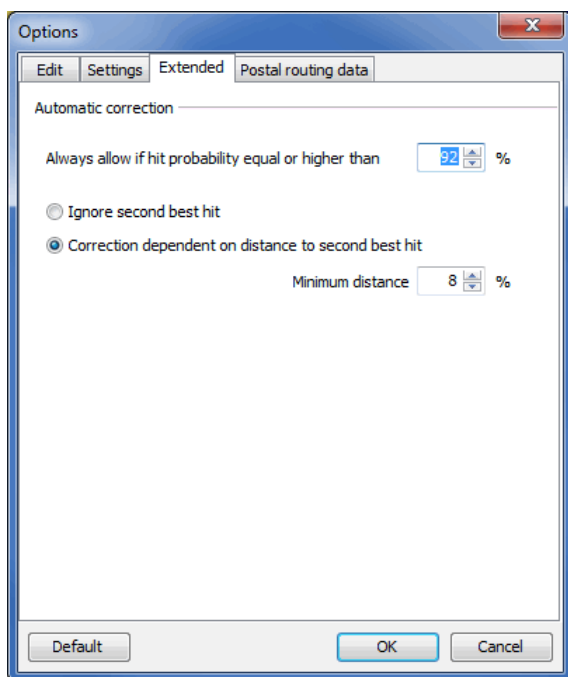 Options
Edit Settings Extended Postal routing data
Automatic correction
Always allow if hit probability equal or higher than 92 %
Ignore second best hit
Correction dependent on distance to second best hit
Minimum distance 8 %
Default OK Cancel